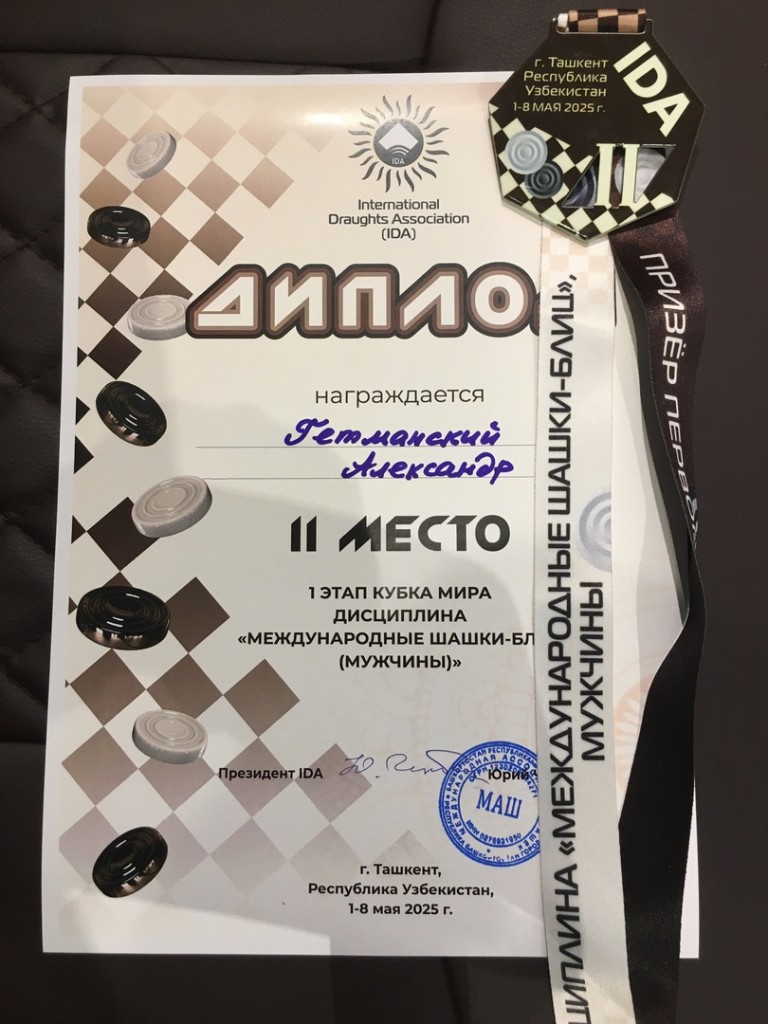 г. Ташкент
Республика
Узбекистан
1-8 МАЯ 2025 г.
IDA
II
IDA
International
Draughts Association
(IDA)
ДИПЛО
награждается
Гетманский
Александр
II МЕСТО
1 ЭТАП КУБКА МИРА
ДИСЦИПЛИНА
«МЕЖДУНАРОДНЫЕ ШАШКИ-БЛ
(МУЖЧИНЫ)»
Президент IDA
Юрий
МАШ
г. Ташкент,
Республика Узбекистан,
1-8 мая 2025 г.
ЦИПЛИНА «МЕЖДУНАРОДНЫЕ ШАШКИ-БЛИЦ»,
МУЖЧИНЫ
ПРИЗЁР ПЕРВО